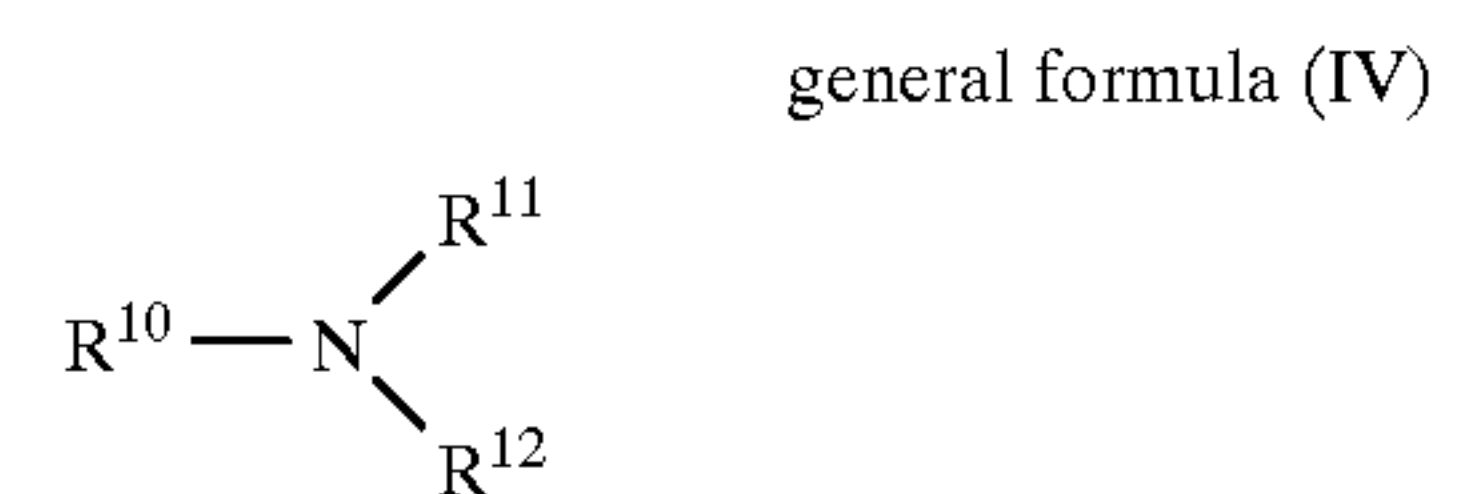 general formula (IV)
R¹¹
R¹⁰ — N
R¹²